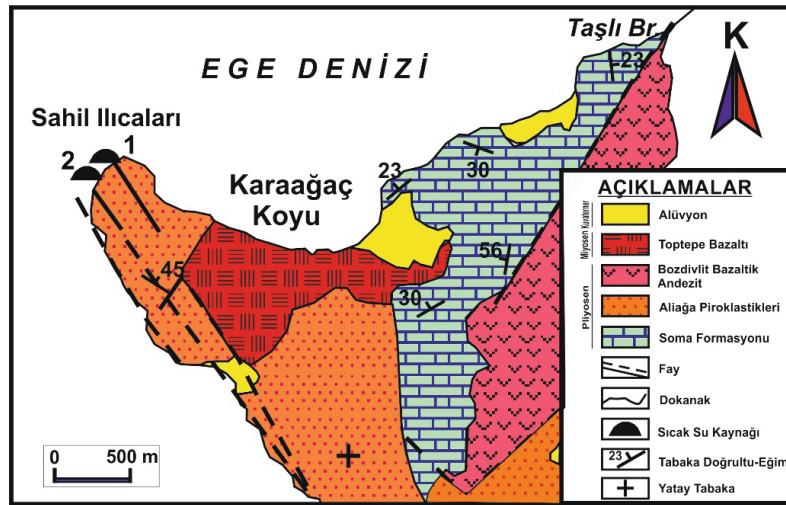 Taşlı Br.
EGE DENİZİ
K
23
Sahil Ilıcaları
1
2
30
23
Karaağaç
Koyu
56
45
30
0 500 m
AÇIKLAMALAR
Miyosen Kuvaterner
Alüvyon
Toptepe Bazaltı
Pliyosen
Bozdivlit Bazaltik
Andezit
Aliağa Piroklastikleri
Soma Formasyonu
Fay
Dokanak
Sıcak Su Kaynağı
23
Tabaka Doğrultu-Eğim
Yatay Tabaka